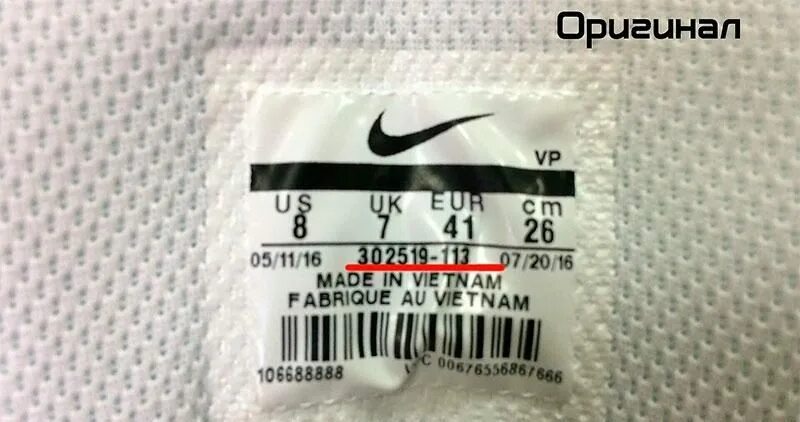 Оригинал
VP
US UK EUR cm
8 7 41 26
05/11/16 302519-113 07/20/16
MADE IN VIETNAM
FABRIQUE AU VIETNAM
106688888 C 00676556867666